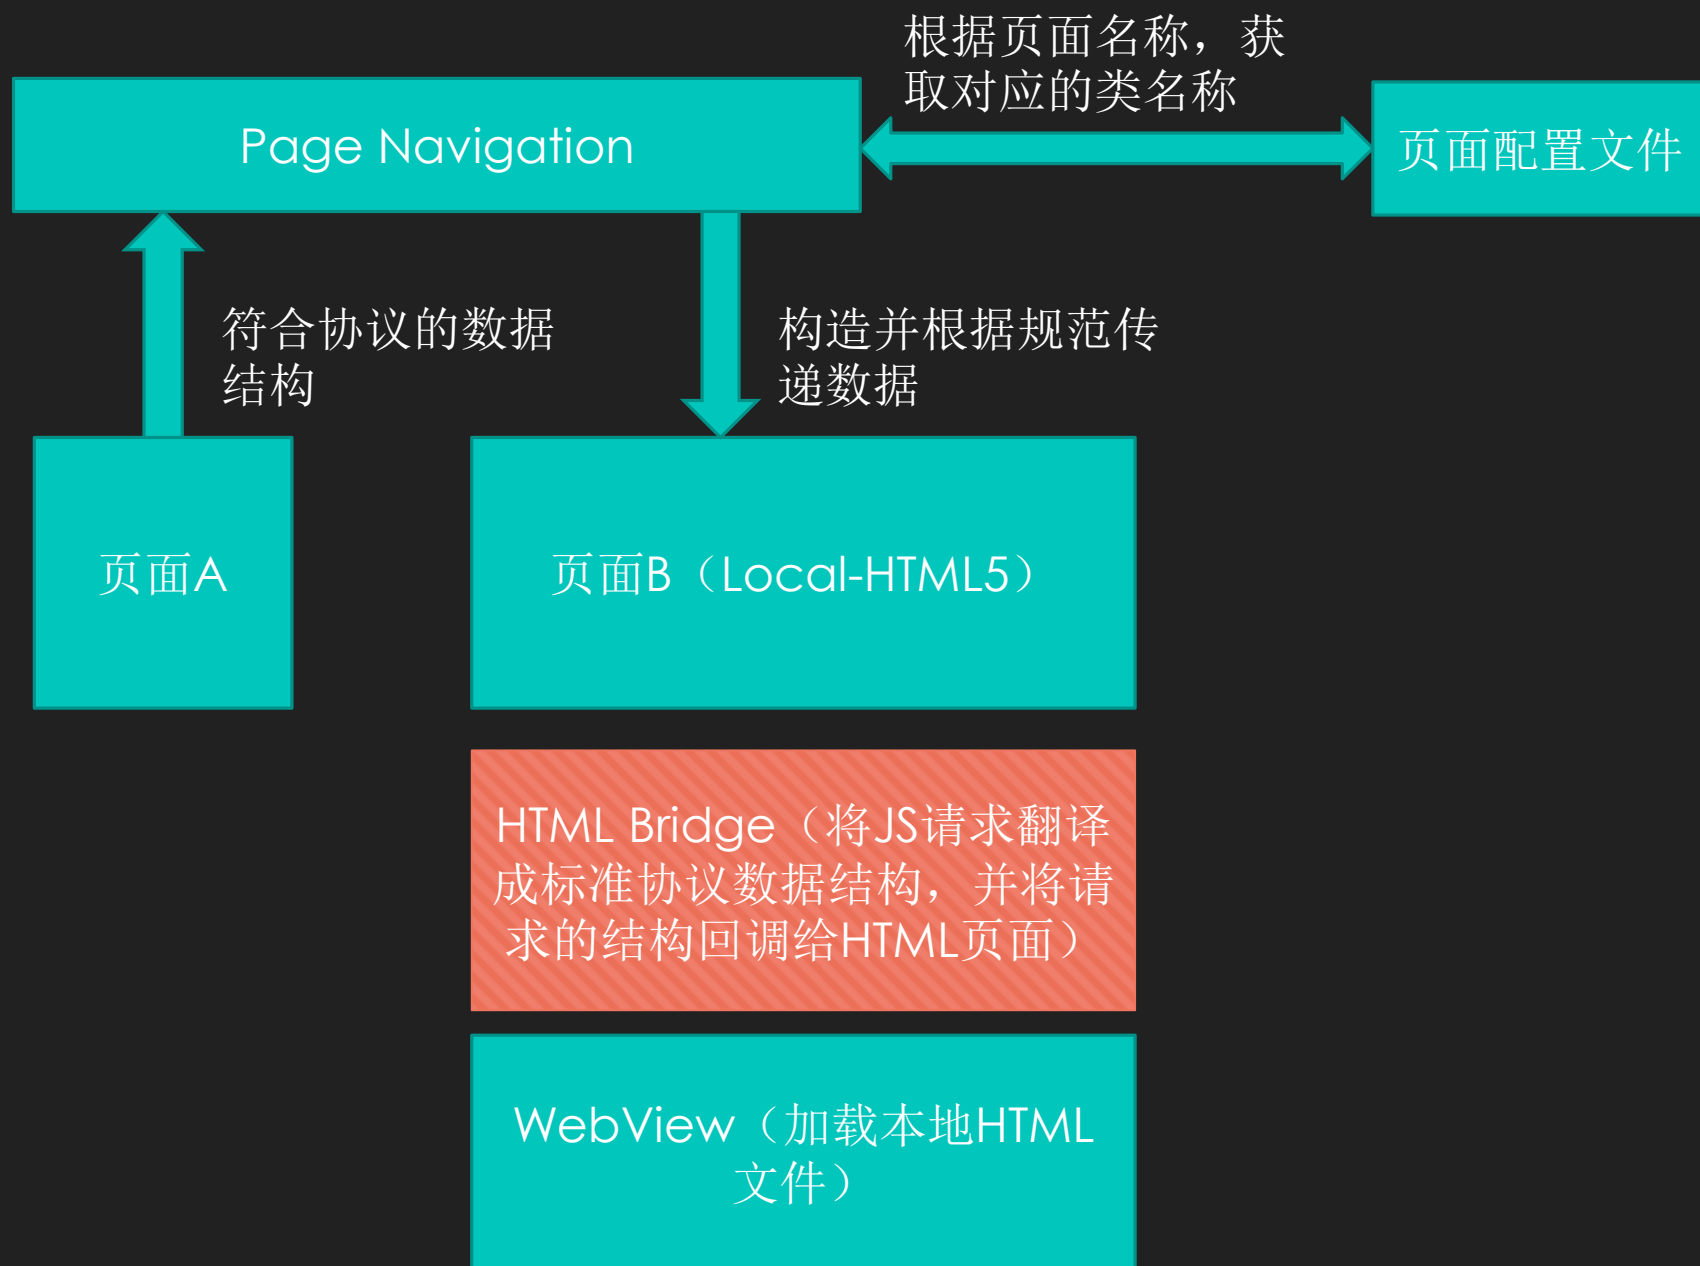 根据页面名称，获
取对应的类名称
Page Navigation
页面配置文件
符合协议的数据
结构
构造并根据规范传
递数据
页面A
页面B（Local-HTML5）
HTML Bridge（将JS请求翻译
成标准协议数据结构，并将请
求的结构回调给HTML页面）
WebView（加载本地HTML
文件）